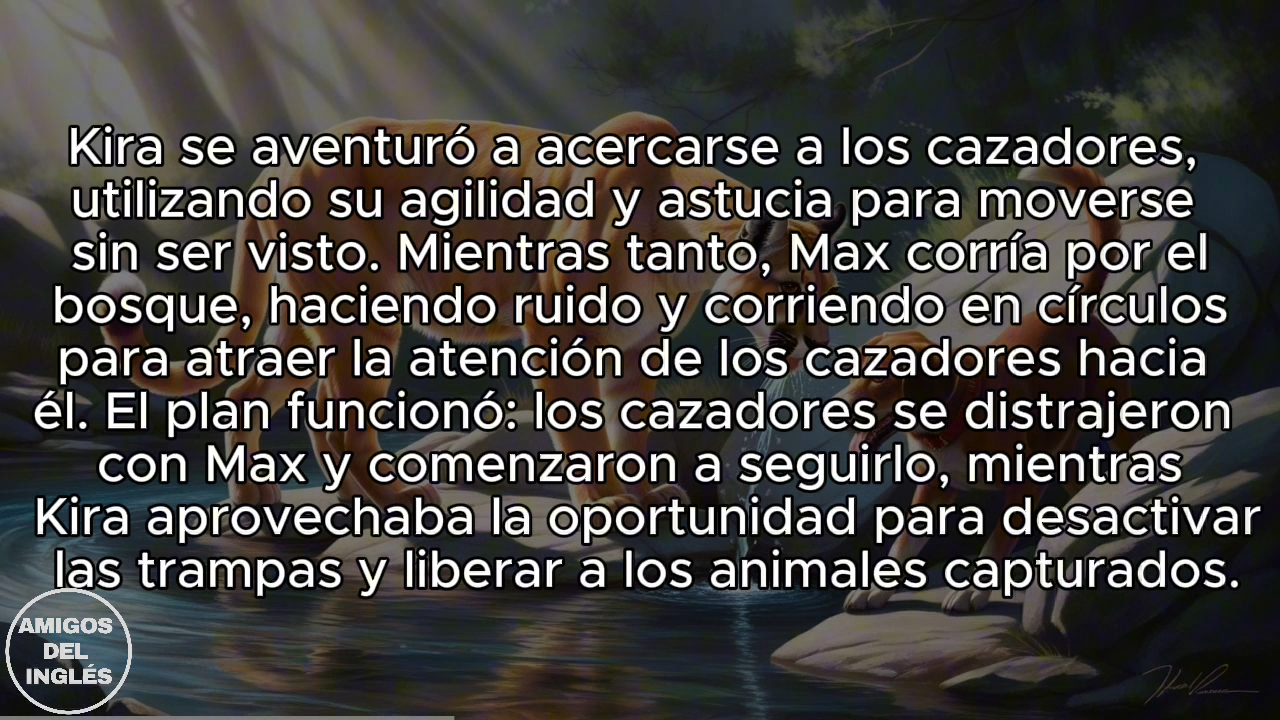 Kira se aventuró a acercarse a los cazadores,
utilizando su agilidad y astucia para moverse
sin ser visto. Mientras tanto, Max corría por el
bosque, haciendo ruido y corriendo en círculos
para atraer la atención de los cazadores hacia
él. El plan funcionó: los cazadores se distrajeron
con Max y comenzaron a seguirlo, mientras
Kira aprovechaba la oportunidad para desactivar
las trampas y liberar a los animales capturados.
AMIGOS
DEL
INGLÉS